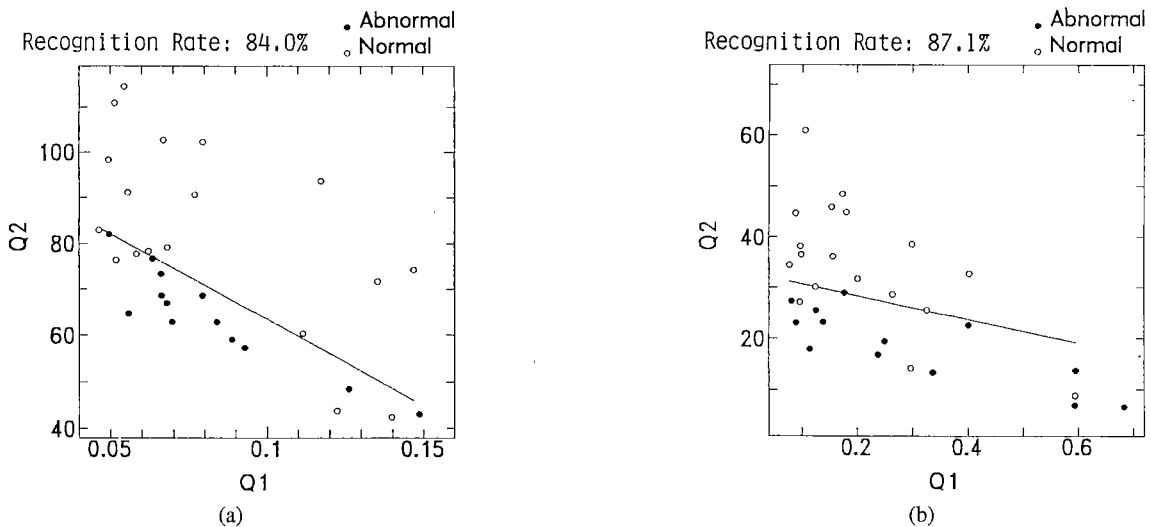 ● Abnormal
Recognition Rate: 84.0% ○ Normal
100
80
60
40
Q2
0.05 0.1 0.15
Q1
(a)
● Abnormal
Recognition Rate: 87.1% ○ Normal
60
40
20
Q2
0.2 0.4 0.6
Q1
(b)